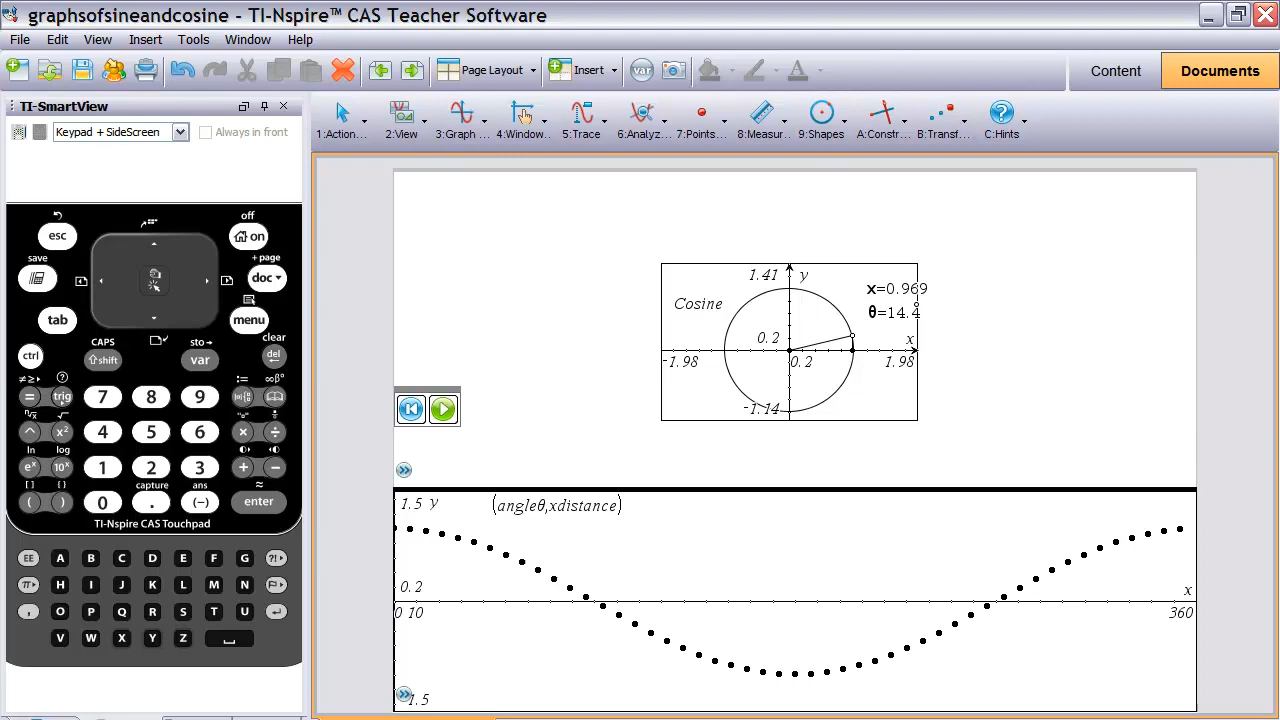 graphsofsineandcosine - TI-Nspire™ CAS Teacher Software
File Edit View Insert Tools Window Help
Page Layout Insert var Content Documents
TI-SmartView
Keypad + SideScreen Always in front
1:Action... 2:View 3:Graph ... 4:Window... 5:Trace 6:Analyz... 7:Points... 8:Measur... 9:Shapes A:Constr... B:Transf... C:Hints
off
esc on
save + page
doc
tab menu
CAPS sto► clear
ctrl shift var del
= trig 7 8 9
^ x² 4 5 6 × ÷
ln log
eˣ 10ˣ 1 2 3 + −
[ ] { } capture ans ≈
( ) 0 . (−) enter
TI-Nspire CAS Touchpad
EE A B C D E F G ?!
π H I J K L M N
, O P Q R S T U
V W X Y Z
1.41 y
Cosine
x=0.969
θ=14.4°
0.2 x
-1.98 0.2 1.98
-1.14
1.5 y (angleθ,xdistance)
0.2 x
0 10 360
-1.5